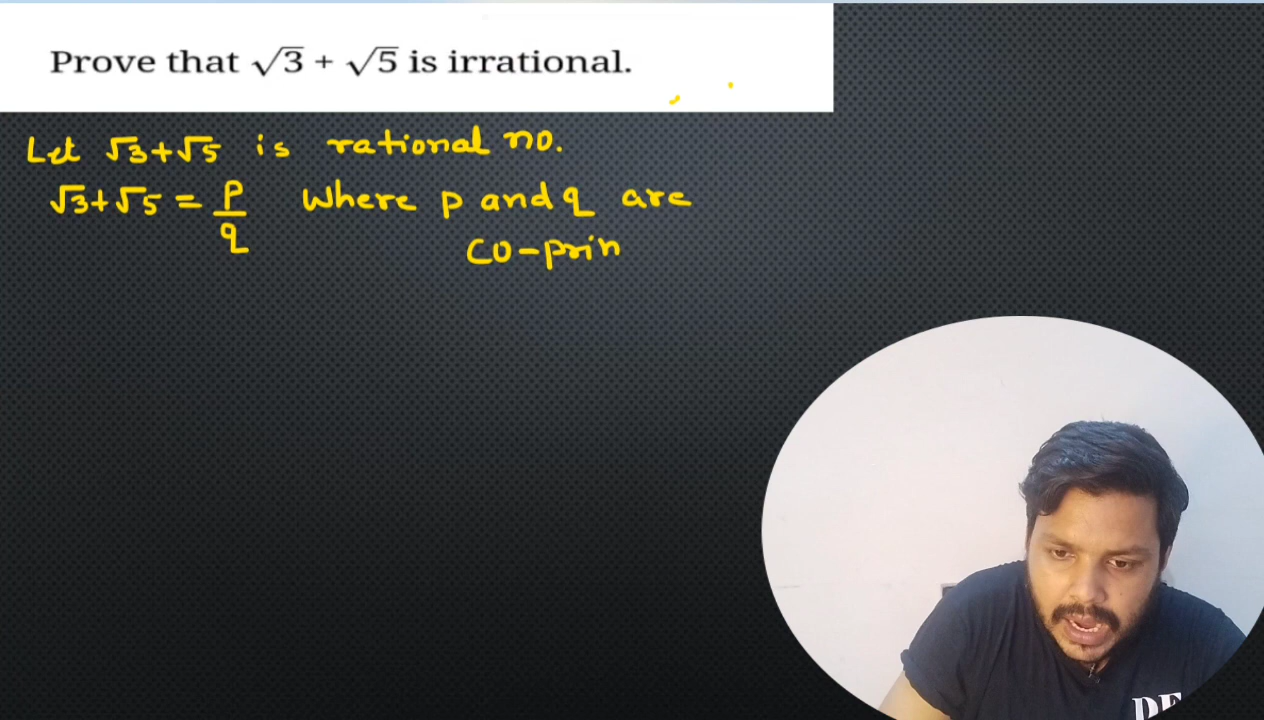 Prove that √3 + √5 is irrational.
Let √3+√5 is rational no.
√3+√5 = p/q where p and q are
co-prin
DE